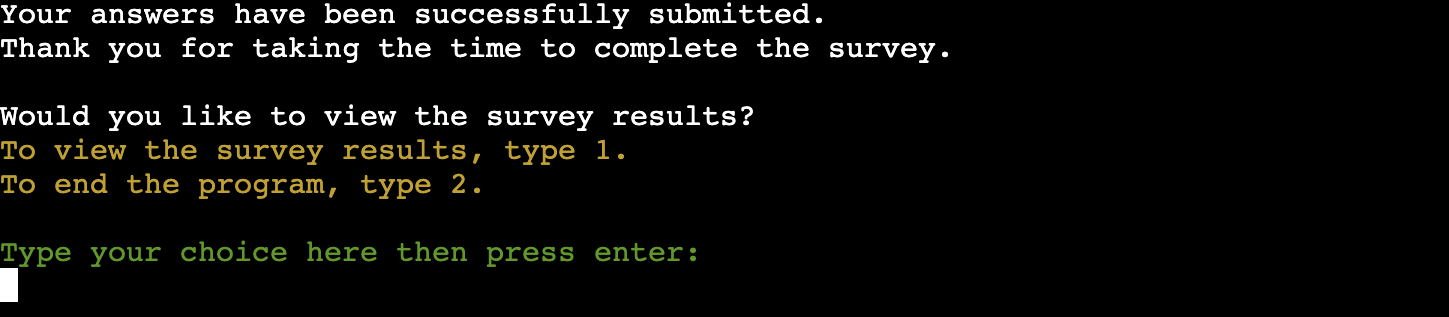 Your answers have been successfully submitted.
Thank you for taking the time to complete the survey.
Would you like to view the survey results?
To view the survey results, type 1.
To end the program, type 2.
Type your choice here then press enter: